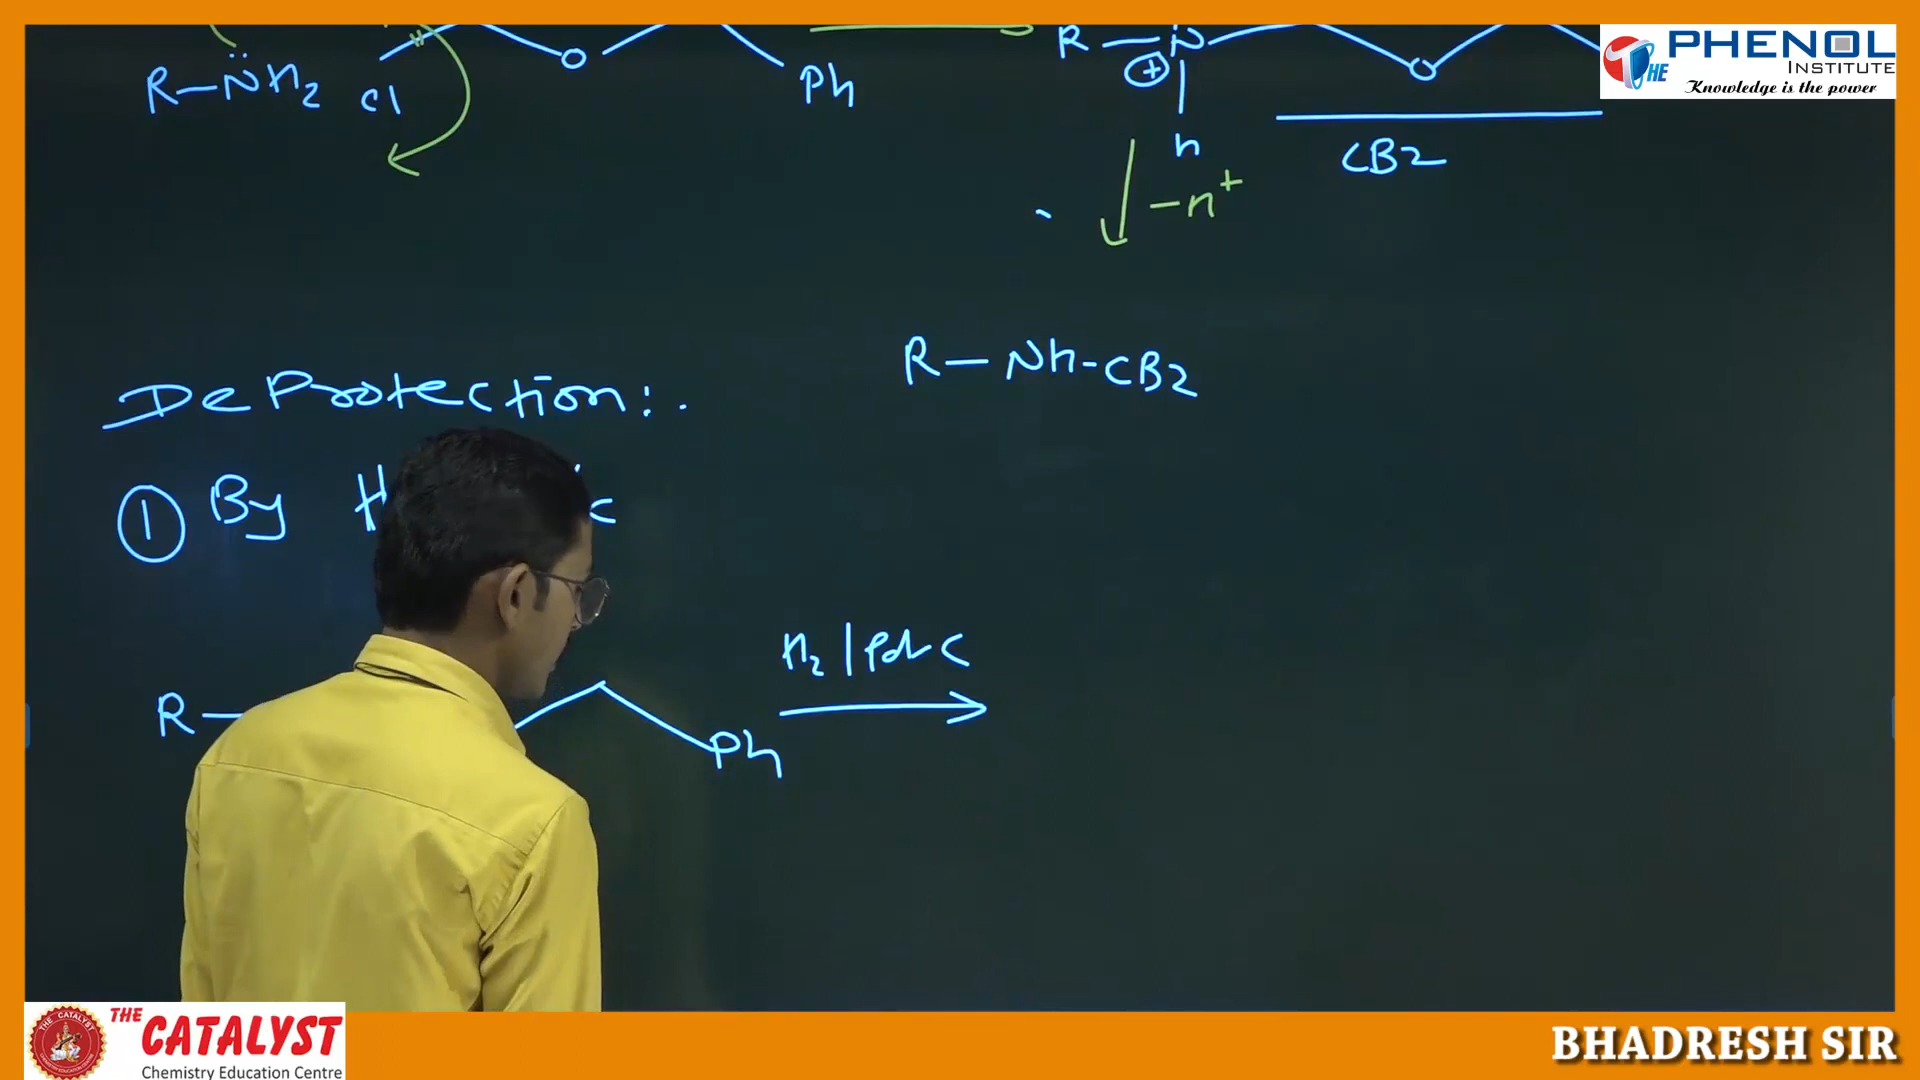 THE PHENOL
INSTITUTE
Knowledge is the power
R—N̈H2 Cl O Ph
R—N O
⊕
h
CBZ
-n+
R—Nh-CBZ
DeProtection:.
① By
R— Ph
H2/Pd-C
THE
CATALYST
Chemistry Education Centre
BHADRESH SIR